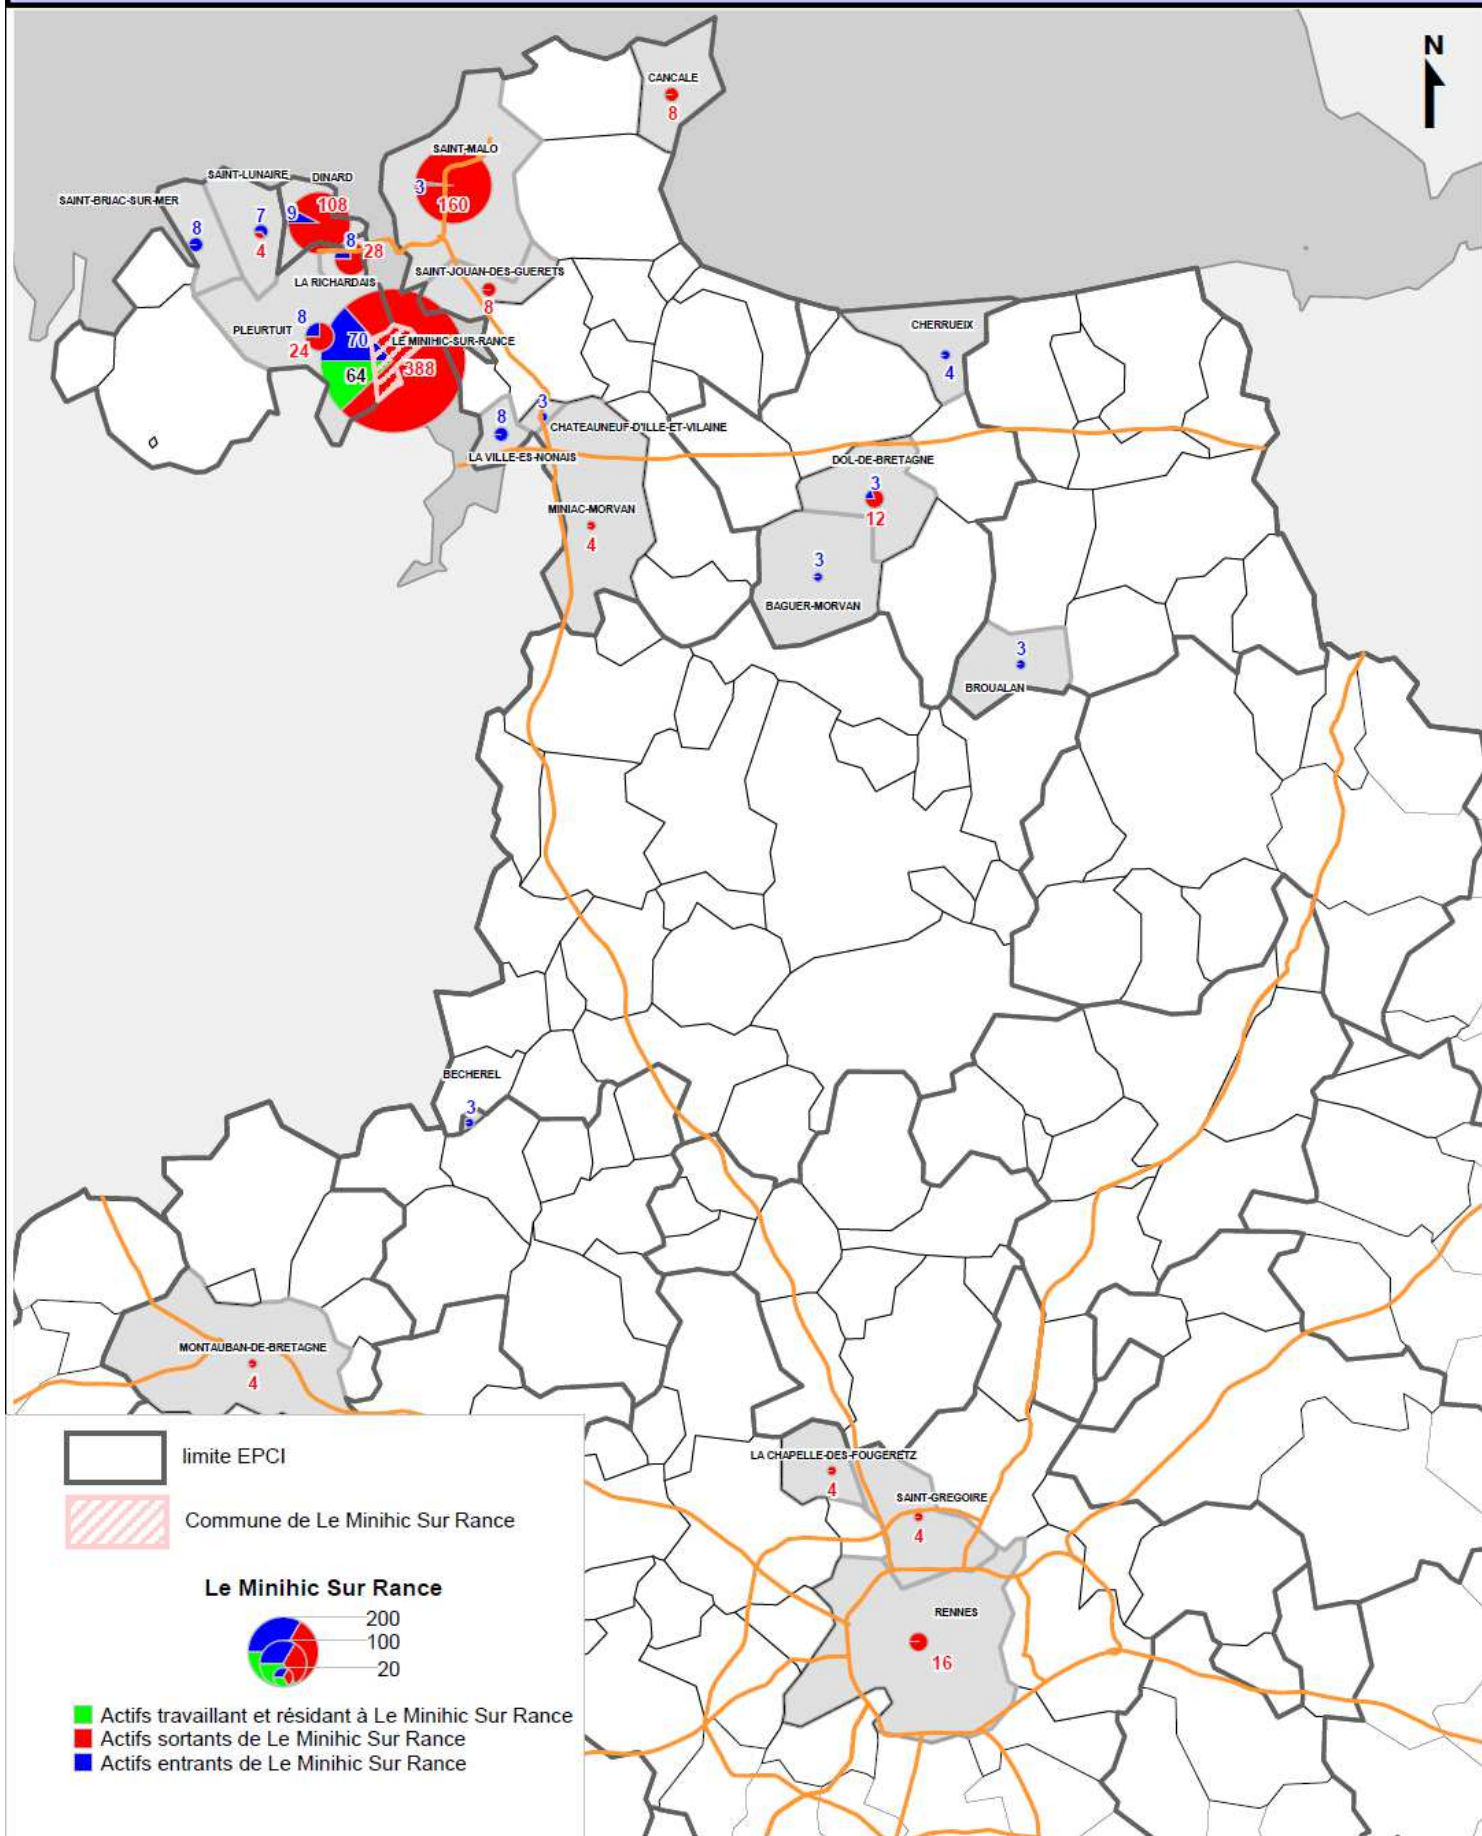 N
CANCALE
8
SAINT-MALO
3
160
SAINT-LUNAIRE
DINARD
SAINT-BRIAC-SUR-MER
8
7
4
9
108
8
28
LA RICHARDAIS
SAINT-JOUAN-DES-GUERETS
8
PLEURTUIT
8
24
70
LE MINIHIC-SUR-RANCE
388
64
CHERRUEIX
4
3
CHATEAUNEUF-D'ILLE-ET-VILAINE
8
LA VILLE-ES-NONAIS
DOL-DE-BRETAGNE
3
12
MINIAC-MORVAN
4
3
BAGUER-MORVAN
3
BROUALAN
BECHEREL
3
MONTAUBAN-DE-BRETAGNE
4
LA CHAPELLE-DES-FOUGERETZ
4
SAINT-GREGOIRE
4
RENNES
16
limite EPCI
Commune de Le Minihic Sur Rance
Le Minihic Sur Rance
200
100
20
Actifs travaillant et résidant à Le Minihic Sur Rance
Actifs sortants de Le Minihic Sur Rance
Actifs entrants de Le Minihic Sur Rance